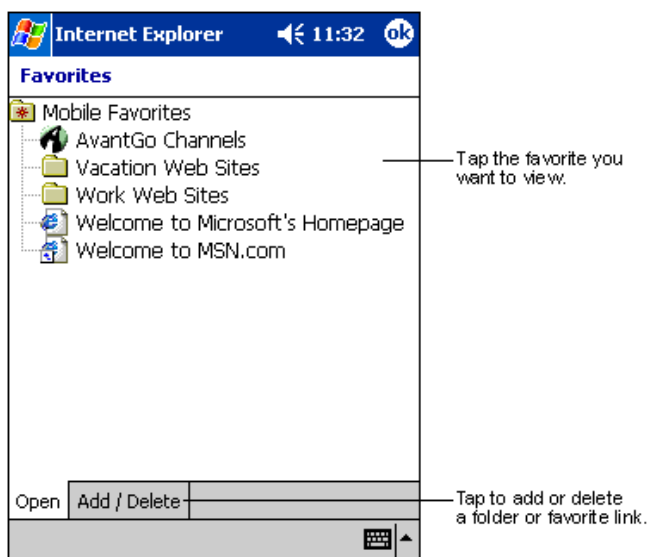 Internet Explorer 11:32 ok
Favorites
Mobile Favorites
AvantGo Channels
Vacation Web Sites
Work Web Sites
Welcome to Microsoft's Homepage
Welcome to MSN.com
Tap the favorite you
want to view.
Open Add / Delete
Tap to add or delete
a folder or favorite link.